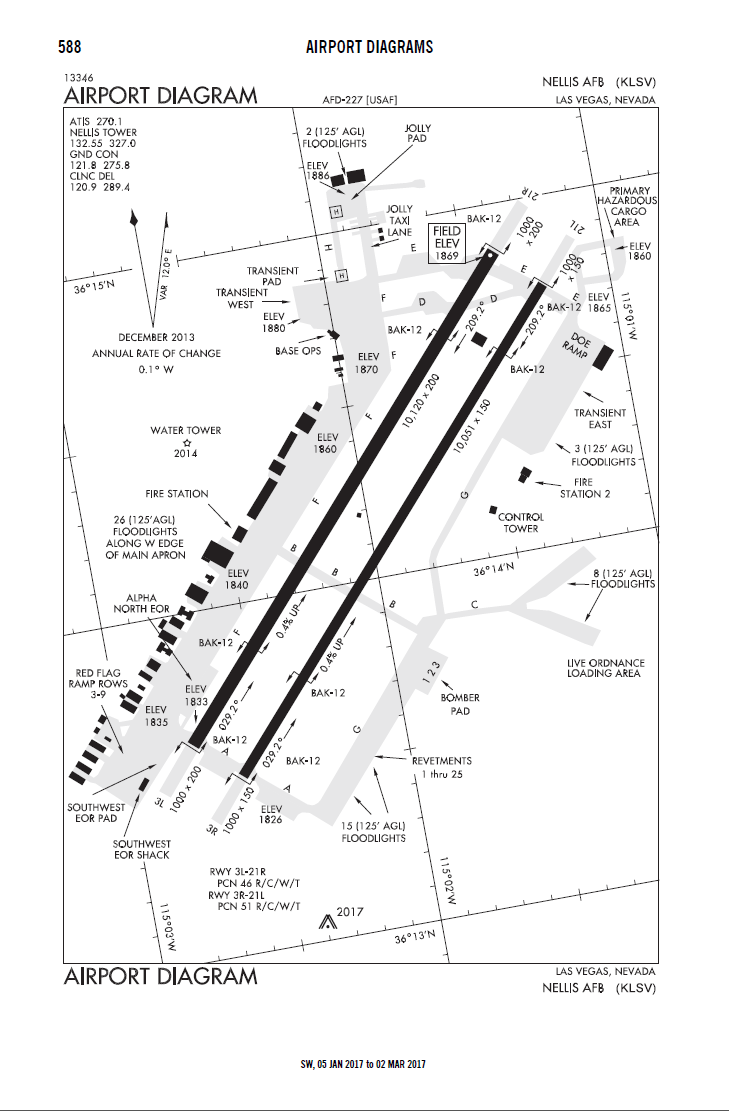 588
AIRPORT DIAGRAMS
13346
AIRPORT DIAGRAM
AFD-227 [USAF]
NELLIS AFB (KLSV)
LAS VEGAS, NEVADA
ATIS 270.1
NELLIS TOWER
132.55 327.0
GND CON
121.8 275.8
CLNC DEL
120.9 289.4
2 (125' AGL)
FLOODLIGHTS
JOLLY
PAD
ELEV
1886
H
JOLLY
TAXI
LANE
H
E
FIELD
ELEV
1869
BAK-12
21R
1000
x 200
21L
1000
x 150
PRIMARY
HAZARDOUS
CARGO
AREA
ELEV
1860
36°15'N
VAR 12.0° E
TRANSIENT
PAD
H
TRANSIENT
WEST
ELEV
1880
F
D
D
E
E
BAK-12
ELEV
1865
115°01'W
209.2°
209.2°
BAK-12
BAK-12
DOE
RAMP
DECEMBER 2013
ANNUAL RATE OF CHANGE
0.1° W
BASE OPS
ELEV
1870
F
TRANSIENT
EAST
10,120 x 200
10,051 x 150
F
WATER TOWER
2014
ELEV
1860
3 (125' AGL)
FLOODLIGHTS
FIRE
STATION 2
FIRE STATION
F
G
CONTROL
TOWER
26 (125'AGL)
FLOODLIGHTS
ALONG W EDGE
OF MAIN APRON
B
B
B
C
36°14'N
8 (125' AGL)
FLOODLIGHTS
ELEV
1840
ALPHA
NORTH EOR
0.4% UP
0.4% UP
F
BAK-12
LIVE ORDNANCE
LOADING AREA
RED FLAG
RAMP ROWS
3-9
ELEV
1833
ELEV
1835
029.2°
029.2°
BAK-12
1 2 3
BOMBER
PAD
BAK-12
A
BAK-12
G
REVETMENTS
1 thru 25
A
SOUTHWEST
EOR PAD
3L
1000 x 200
3R
1000 x 150
ELEV
1826
15 (125' AGL)
FLOODLIGHTS
SOUTHWEST
EOR SHACK
RWY 3L-21R
PCN 46 R/C/W/T
RWY 3R-21L
PCN 51 R/C/W/T
2017
115°03'W
115°02'W
36°13'N
AIRPORT DIAGRAM
LAS VEGAS, NEVADA
NELLIS AFB (KLSV)
SW, 05 JAN 2017 to 02 MAR 2017